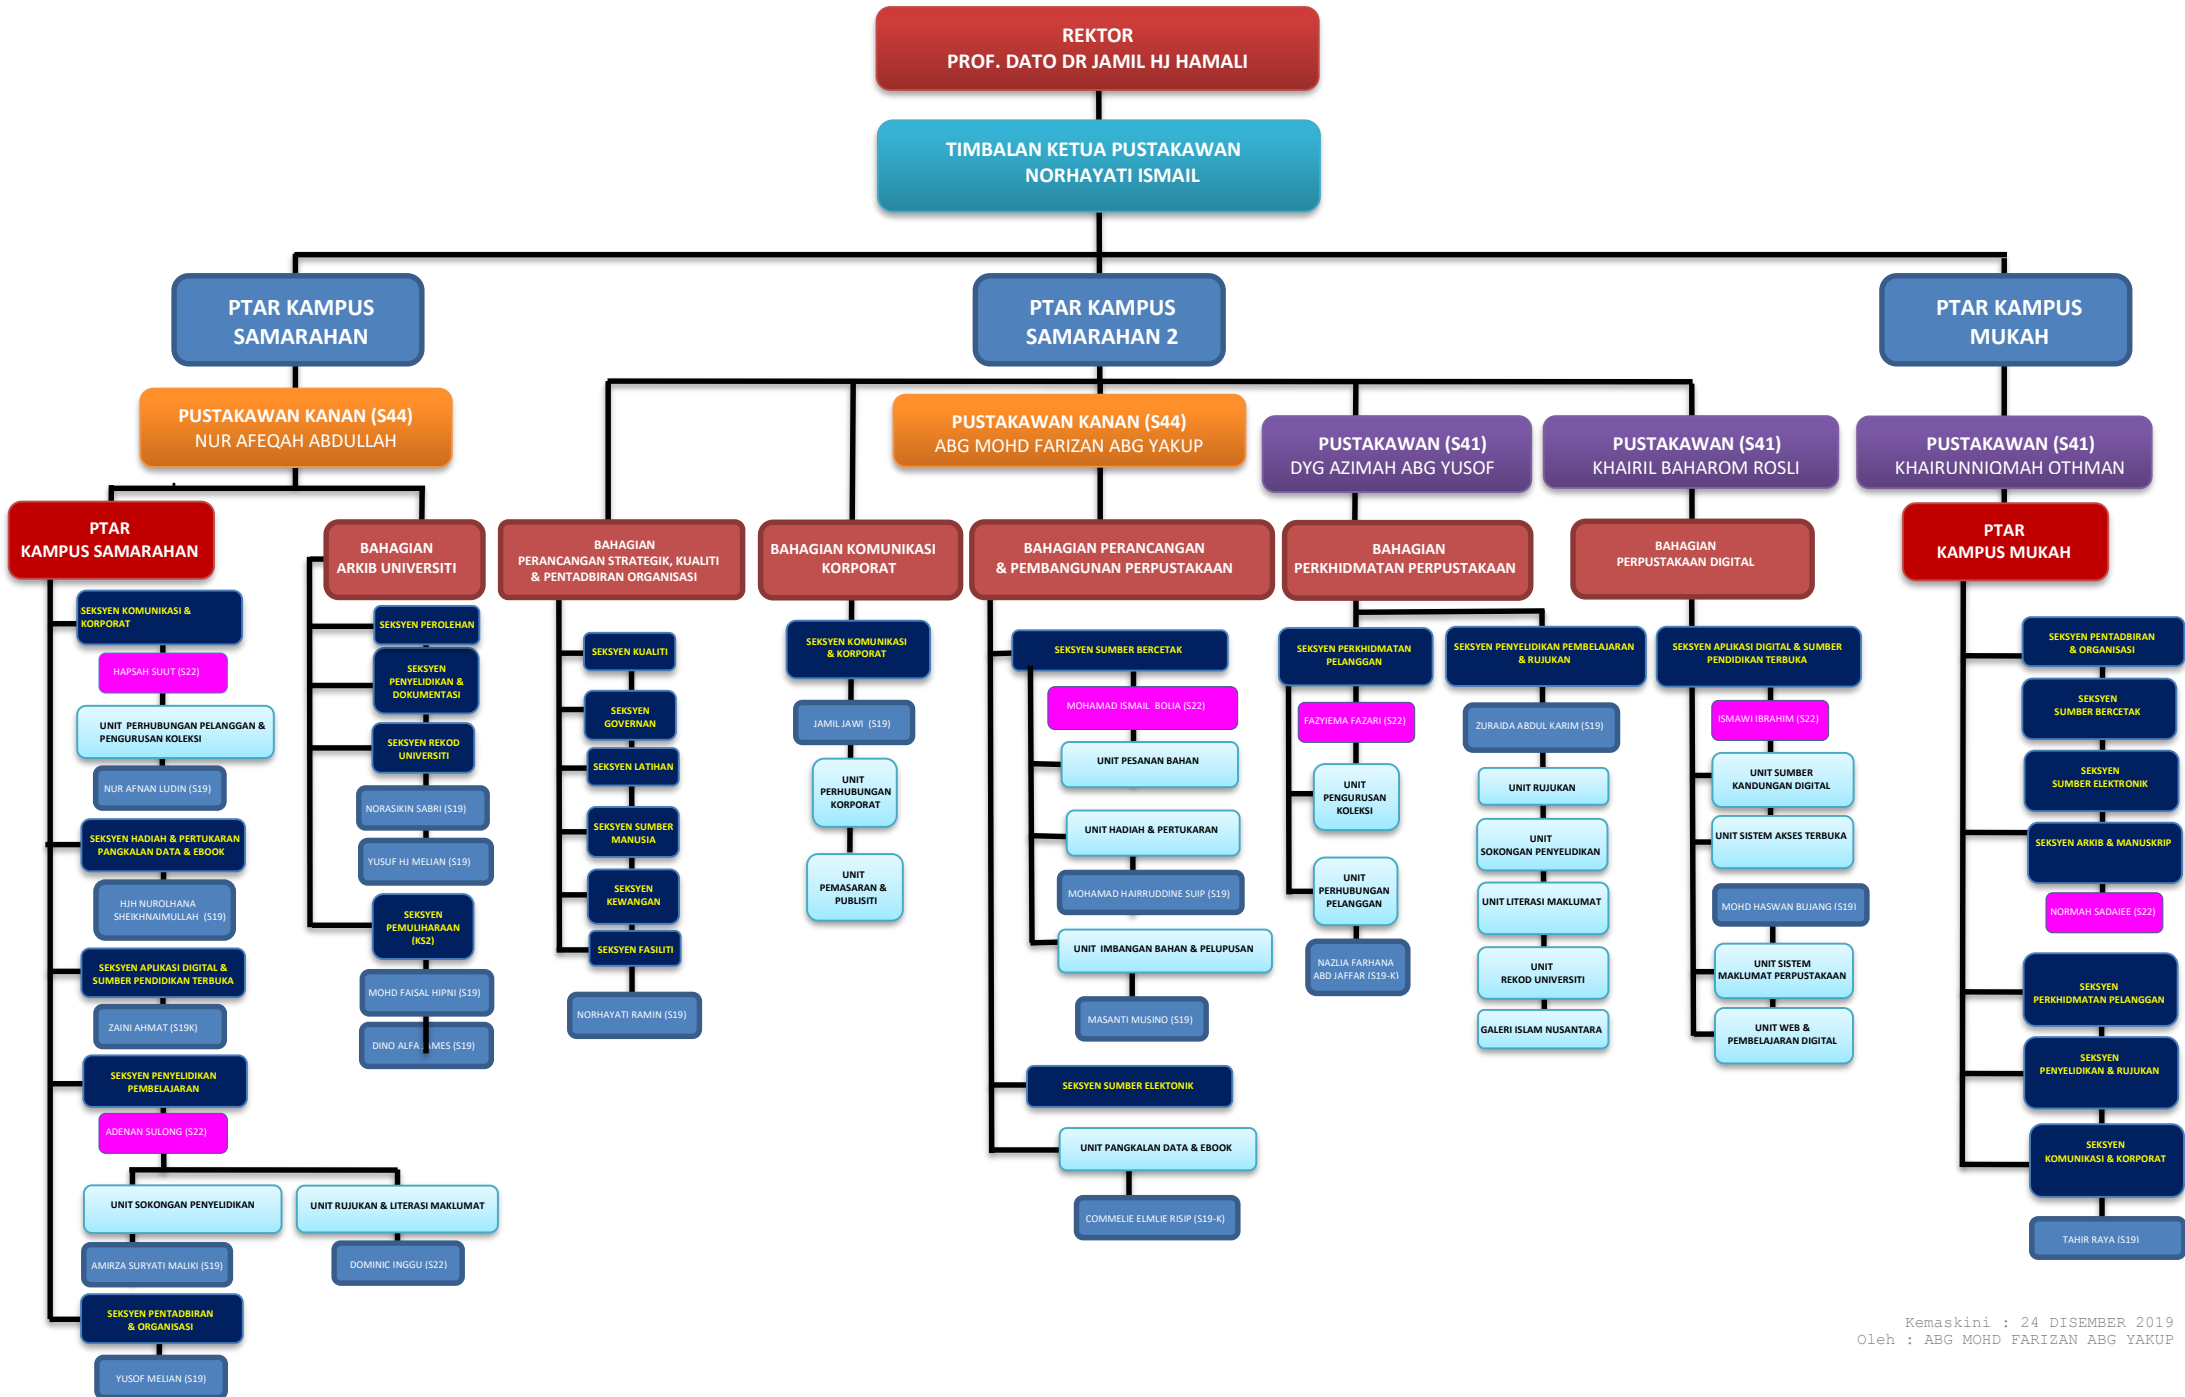 REKTOR
PROF. DATO DR JAMIL HJ HAMALI
TIMBALAN KETUA PUSTAKAWAN
NORHAYATI ISMAIL
PTAR KAMPUS
SAMARAHAN
PTAR KAMPUS
SAMARAHAN 2
PTAR KAMPUS
MUKAH
PUSTAKAWAN KANAN (S44)
NUR AFEQAH ABDULLAH
PUSTAKAWAN KANAN (S44)
ABG MOHD FARIZAN ABG YAKUP
PUSTAKAWAN (S41)
DYG AZIMAH ABG YUSOF
PUSTAKAWAN (S41)
KHAIRIL BAHAROM ROSLI
PUSTAKAWAN (S41)
KHAIRUNNIQMAH OTHMAN
PTAR
KAMPUS SAMARAHAN
SEKSYEN KOMUNIKASI &
KORPORAT
HAPSAH SUUT (S22)
UNIT PERHUBUNGAN PELANGGAN &
PENGURUSAN KOLEKSI
NUR AFNAN LUDIN (S19)
SEKSYEN HADIAH & PERTUKARAN
PANGKALAN DATA & EBOOK
HJH NUROLHANA
SHEIKHNAIMULLAH (S19)
SEKSYEN APLIKASI DIGITAL &
SUMBER PENDIDIKAN TERBUKA
ZAINI AHMAT (S19K)
SEKSYEN PENYELIDIKAN
PEMBELAJARAN
ADENAN SULONG (S22)
UNIT SOKONGAN PENYELIDIKAN
AMIRZA SURYATI MALIKI (S19)
UNIT RUJUKAN & LITERASI MAKLUMAT
DOMINIC INGGU (S22)
SEKSYEN PENTADBIRAN
& ORGANISASI
YUSOF MELIAN (S19)
BAHAGIAN
ARKIB UNIVERSITI
SEKSYEN PEROLEHAN
SEKSYEN
PENYELIDIKAN &
DOKUMENTASI
SEKSYEN REKOD
UNIVERSITI
NORASIKIN SABRI (S19)
YUSUF HJ MELIAN (S19)
SEKSYEN
PEMULIHARAAN
(KS2)
MOHD FAISAL HIPNI (S19)
DINO ALFA JAMES (S19)
BAHAGIAN
PERANCANGAN STRATEGIK, KUALITI
& PENTADBIRAN ORGANISASI
SEKSYEN KUALITI
SEKSYEN
GOVERNAN
SEKSYEN LATIHAN
SEKSYEN SUMBER
MANUSIA
SEKSYEN
KEWANGAN
SEKSYEN FASILITI
NORHAYATI RAMIN (S19)
BAHAGIAN KOMUNIKASI
KORPORAT
SEKSYEN KOMUNIKASI
& KORPORAT
JAMIL JAWI (S19)
UNIT
PERHUBUNGAN
KORPORAT
UNIT
PEMASARAN &
PUBLISITI
BAHAGIAN PERANCANGAN
& PEMBANGUNAN PERPUSTAKAAN
SEKSYEN SUMBER BERCETAK
MOHAMAD ISMAIL BOLIA (S22)
UNIT PESANAN BAHAN
UNIT HADIAH & PERTUKARAN
MOHAMAD HAIRRUDDINE SUIP (S19)
UNIT IMBANGAN BAHAN & PELUPUSAN
MASANTI MUSINO (S19)
SEKSYEN SUMBER ELEKTONIK
UNIT PANGKALAN DATA & EBOOK
COMMELIE ELMLIE RISIP (S19-K)
BAHAGIAN
PERKHIDMATAN PERPUSTAKAAN
SEKSYEN PERKHIDMATAN
PELANGGAN
FAZYIEMA FAZARI (S22)
UNIT
PENGURUSAN
KOLEKSI
UNIT
PERHUBUNGAN
PELANGGAN
NAZLIA FARHANA
ABD JAFFAR (S19-K)
SEKSYEN PENYELIDIKAN PEMBELAJARAN
& RUJUKAN
ZURAIDA ABDUL KARIM (S19)
UNIT RUJUKAN
UNIT
SOKONGAN PENYELIDIKAN
UNIT LITERASI MAKLUMAT
UNIT
REKOD UNIVERSITI
GALERI ISLAM NUSANTARA
BAHAGIAN
PERPUSTAKAAN DIGITAL
SEKSYEN APLIKASI DIGITAL & SUMBER
PENDIDIKAN TERBUKA
ISMAWI IBRAHIM (S22)
UNIT SUMBER
KANDUNGAN DIGITAL
UNIT SISTEM AKSES TERBUKA
MOHD HASWAN BUJANG (S19)
UNIT SISTEM
MAKLUMAT PERPUSTAKAAN
UNIT WEB &
PEMBELAJARAN DIGITAL
PTAR
KAMPUS MUKAH
SEKSYEN PENTADBIRAN
& ORGANISASI
SEKSYEN
SUMBER BERCETAK
SEKSYEN
SUMBER ELEKTRONIK
SEKSYEN ARKIB & MANUSKRIP
NORMAH SADAIEE (S22)
SEKSYEN
PERKHIDMATAN PELANGGAN
SEKSYEN
PENYELIDIKAN & RUJUKAN
SEKSYEN
KOMUNIKASI & KORPORAT
TAHIR RAYA (S19)
Kemaskini : 24 DISEMBER 2019
Oleh : ABG MOHD FARIZAN ABG YAKUP